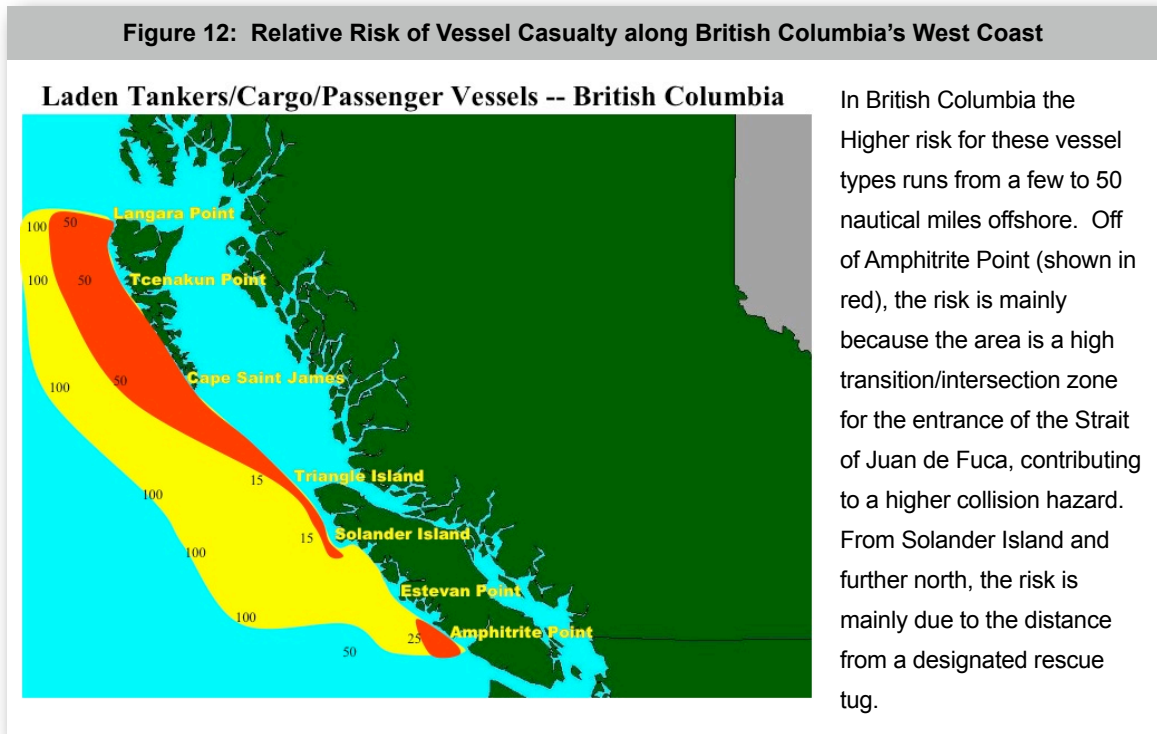 Figure 12:  Relative Risk of Vessel Casualty along British Columbia's West Coast
Laden Tankers/Cargo/Passenger Vessels -- British Columbia
Langara Point
100
50
100
50
Tcenakun Point
100
50
Cape Saint James
15
Triangle Island
100
15
Solander Island
100
Estevan Point
100
25
Amphitrite Point
50
In British Columbia the
Higher risk for these vessel
types runs from a few to 50
nautical miles offshore.  Off
of Amphitrite Point (shown in
red), the risk is mainly
because the area is a high
transition/intersection zone
for the entrance of the Strait
of Juan de Fuca, contributing
to a higher collision hazard.
From Solander Island and
further north, the risk is
mainly due to the distance
from a designated rescue
tug.